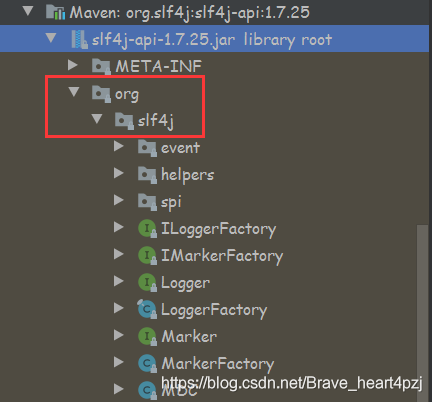 Maven: org.slf4j:slf4j-api:1.7.25
slf4j-api-1.7.25.jar library root
META-INF
org
slf4j
event
helpers
spi
ILoggerFactory
IMarkerFactory
Logger
LoggerFactory
Marker
MarkerFactory
MDC
https://blog.csdn.net/Brave_heart4pzj